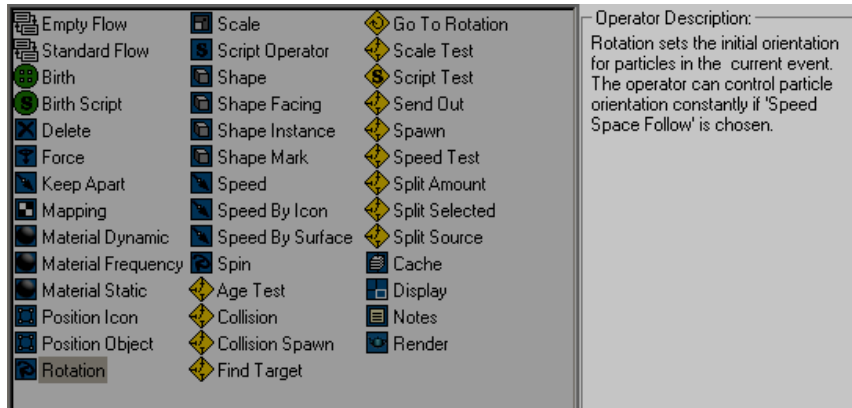 Empty Flow
Standard Flow
Birth
Birth Script
Delete
Force
Keep Apart
Mapping
Material Dynamic
Material Frequency
Material Static
Position Icon
Position Object
Rotation
Scale
Script Operator
Shape
Shape Facing
Shape Instance
Shape Mark
Speed
Speed By Icon
Speed By Surface
Spin
Age Test
Collision
Collision Spawn
Find Target
Go To Rotation
Scale Test
Script Test
Send Out
Spawn
Speed Test
Split Amount
Split Selected
Split Source
Cache
Display
Notes
Render
Operator Description:
Rotation sets the initial orientation
for particles in the current event.
The operator can control particle
orientation constantly if 'Speed
Space Follow' is chosen.